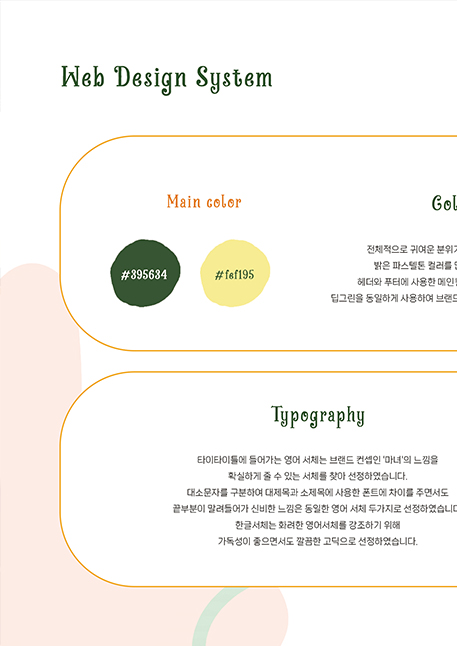 Web Design System
Main color
#395634
#fef195
전체적으로 귀여운 분위
밝은 파스텔톤 컬러를
헤더와 푸터에 사용한 메인
딥그린을 동일하게 사용하여 브랜
Typography
타이타이틀에 들어가는 영어 서체는 브랜드 컨셉인 '마녀'의 느낌을
확실하게 줄 수 있는 서체를 찾아 선정하였습니다.
대소문자를 구분하여 대제목과 소제목에 사용한 폰트에 차이를 주면서도
끝부분이 말려들어가 신비한 느낌은 동일한 영어 서체 두가지로 선정하였습니다
한글서체는 화려한 영어서체를 강조하기 위해
가독성이 좋으면서도 깔끔한 고딕으로 선정하였습니다.